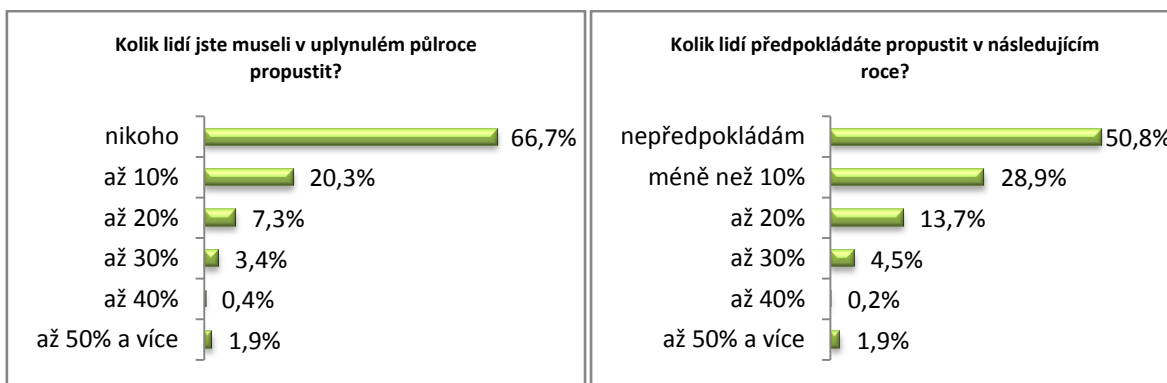 Kolik lidí jste museli v uplynulém půlroce
propustit?
nikoho 66,7%
až 10% 20,3%
až 20% 7,3%
až 30% 3,4%
až 40% 0,4%
až 50% a více 1,9%
Kolik lidí předpokládáte propustit v následujícím
roce?
nepředpokládám 50,8%
méně než 10% 28,9%
až 20% 13,7%
až 30% 4,5%
až 40% 0,2%
až 50% a více 1,9%